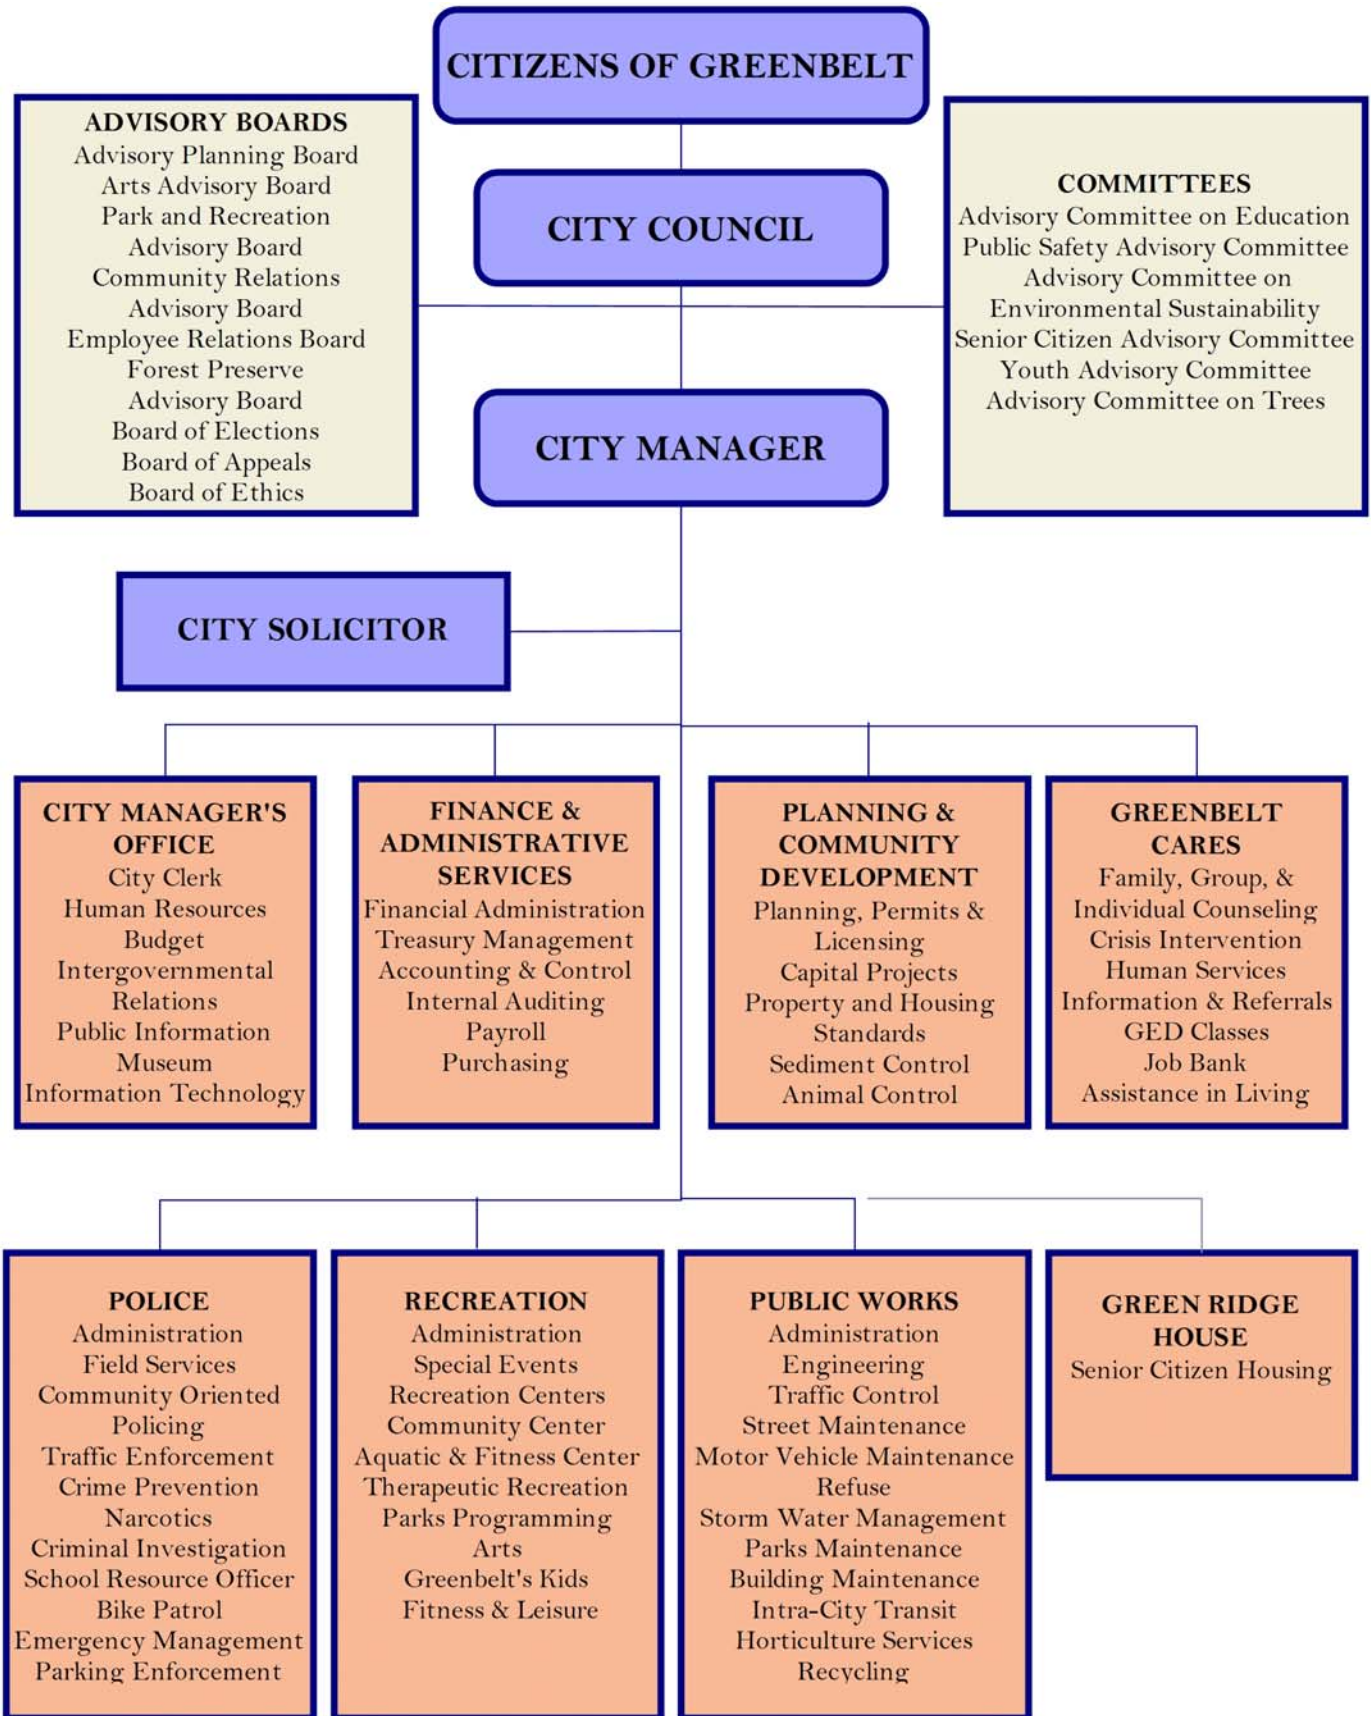 CITIZENS OF GREENBELT
ADVISORY BOARDS
Advisory Planning Board
Arts Advisory Board
Park and Recreation
Advisory Board
Community Relations
Advisory Board
Employee Relations Board
Forest Preserve
Advisory Board
Board of Elections
Board of Appeals
Board of Ethics
CITY COUNCIL
COMMITTEES
Advisory Committee on Education
Public Safety Advisory Committee
Advisory Committee on
Environmental Sustainability
Senior Citizen Advisory Committee
Youth Advisory Committee
Advisory Committee on Trees
CITY MANAGER
CITY SOLICITOR
CITY MANAGER'S
OFFICE
City Clerk
Human Resources
Budget
Intergovernmental
Relations
Public Information
Museum
Information Technology
FINANCE &
ADMINISTRATIVE
SERVICES
Financial Administration
Treasury Management
Accounting & Control
Internal Auditing
Payroll
Purchasing
PLANNING &
COMMUNITY
DEVELOPMENT
Planning, Permits &
Licensing
Capital Projects
Property and Housing
Standards
Sediment Control
Animal Control
GREENBELT
CARES
Family, Group, &
Individual Counseling
Crisis Intervention
Human Services
Information & Referrals
GED Classes
Job Bank
Assistance in Living
POLICE
Administration
Field Services
Community Oriented
Policing
Traffic Enforcement
Crime Prevention
Narcotics
Criminal Investigation
School Resource Officer
Bike Patrol
Emergency Management
Parking Enforcement
RECREATION
Administration
Special Events
Recreation Centers
Community Center
Aquatic & Fitness Center
Therapeutic Recreation
Parks Programming
Arts
Greenbelt's Kids
Fitness & Leisure
PUBLIC WORKS
Administration
Engineering
Traffic Control
Street Maintenance
Motor Vehicle Maintenance
Refuse
Storm Water Management
Parks Maintenance
Building Maintenance
Intra-City Transit
Horticulture Services
Recycling
GREEN RIDGE
HOUSE
Senior Citizen Housing